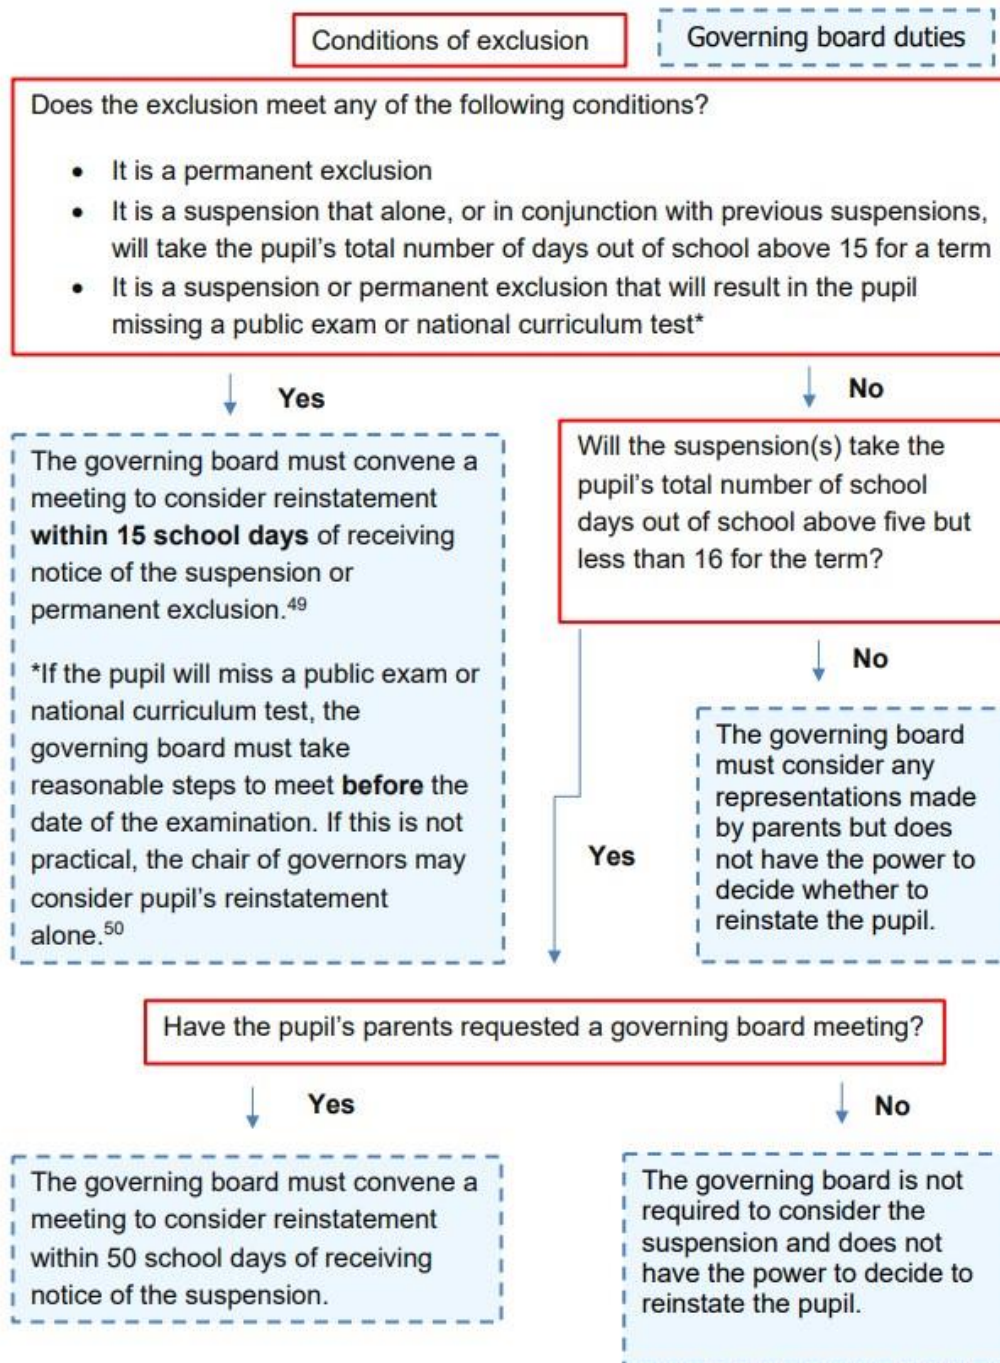 Conditions of exclusion
Governing board duties
Does the exclusion meet any of the following conditions?
• It is a permanent exclusion
• It is a suspension that alone, or in conjunction with previous suspensions,
will take the pupil's total number of days out of school above 15 for a term
• It is a suspension or permanent exclusion that will result in the pupil
missing a public exam or national curriculum test*
Yes
No
The governing board must convene a
meeting to consider reinstatement
within 15 school days of receiving
notice of the suspension or
permanent exclusion.49
*If the pupil will miss a public exam or
national curriculum test, the
governing board must take
reasonable steps to meet before the
date of the examination. If this is not
practical, the chair of governors may
consider pupil's reinstatement
alone.50
Will the suspension(s) take the
pupil's total number of school
days out of school above five but
less than 16 for the term?
No
The governing board
must consider any
representations made
by parents but does
not have the power to
decide whether to
reinstate the pupil.
Yes
Have the pupil's parents requested a governing board meeting?
Yes
No
The governing board must convene a
meeting to consider reinstatement
within 50 school days of receiving
notice of the suspension.
The governing board is not
required to consider the
suspension and does not
have the power to decide to
reinstate the pupil.